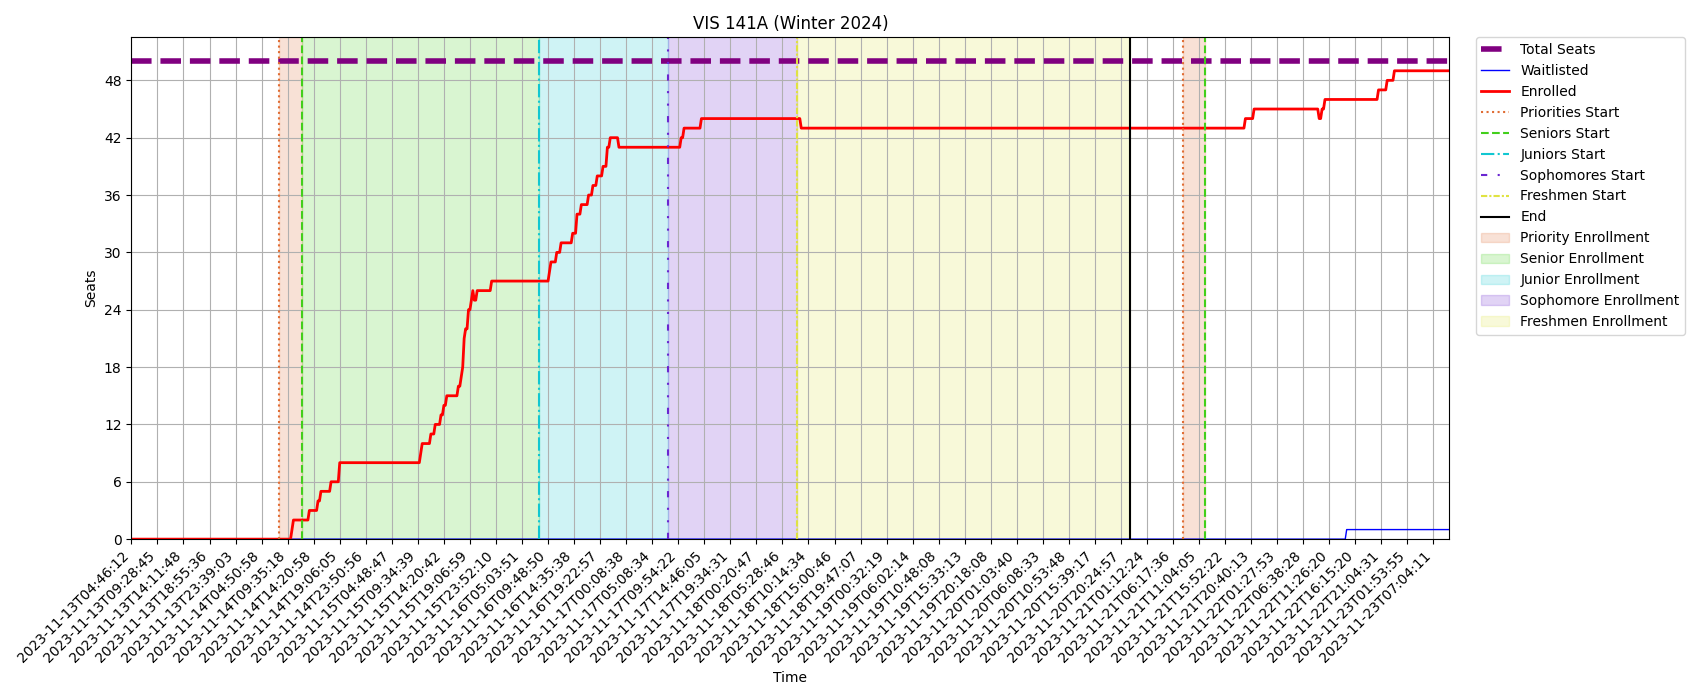 VIS 141A (Winter 2024)
Total Seats
Waitlisted
Enrolled
Priorities Start
Seniors Start
Juniors Start
Sophomores Start
Freshmen Start
End
Priority Enrollment
Senior Enrollment
Junior Enrollment
Sophomore Enrollment
Freshmen Enrollment
Seats
48
42
36
30
24
18
12
6
0
2023-11-13T04:46:12
2023-11-13T09:28:45
2023-11-13T14:11:48
2023-11-13T18:55:36
2023-11-13T23:39:03
2023-11-14T04:50:58
2023-11-14T09:35:18
2023-11-14T14:20:58
2023-11-14T19:06:05
2023-11-14T23:50:56
2023-11-15T04:48:47
2023-11-15T09:34:39
2023-11-15T14:20:42
2023-11-15T19:06:59
2023-11-15T23:52:10
2023-11-16T05:03:51
2023-11-16T09:48:50
2023-11-16T14:35:38
2023-11-16T19:22:57
2023-11-17T00:08:38
2023-11-17T05:08:34
2023-11-17T09:54:22
2023-11-17T14:46:05
2023-11-17T19:34:31
2023-11-18T00:20:47
2023-11-18T05:28:46
2023-11-18T10:14:34
2023-11-18T15:00:46
2023-11-18T19:47:07
2023-11-19T00:32:19
2023-11-19T06:02:14
2023-11-19T10:48:08
2023-11-19T15:33:13
2023-11-19T20:18:08
2023-11-20T01:03:40
2023-11-20T06:08:33
2023-11-20T10:53:48
2023-11-20T15:39:17
2023-11-20T20:24:57
2023-11-21T01:12:24
2023-11-21T06:17:36
2023-11-21T11:04:05
2023-11-21T15:52:22
2023-11-21T20:40:13
2023-11-22T01:27:53
2023-11-22T06:38:28
2023-11-22T11:26:20
2023-11-22T16:15:20
2023-11-22T21:04:31
2023-11-23T01:53:55
2023-11-23T07:04:11
Time